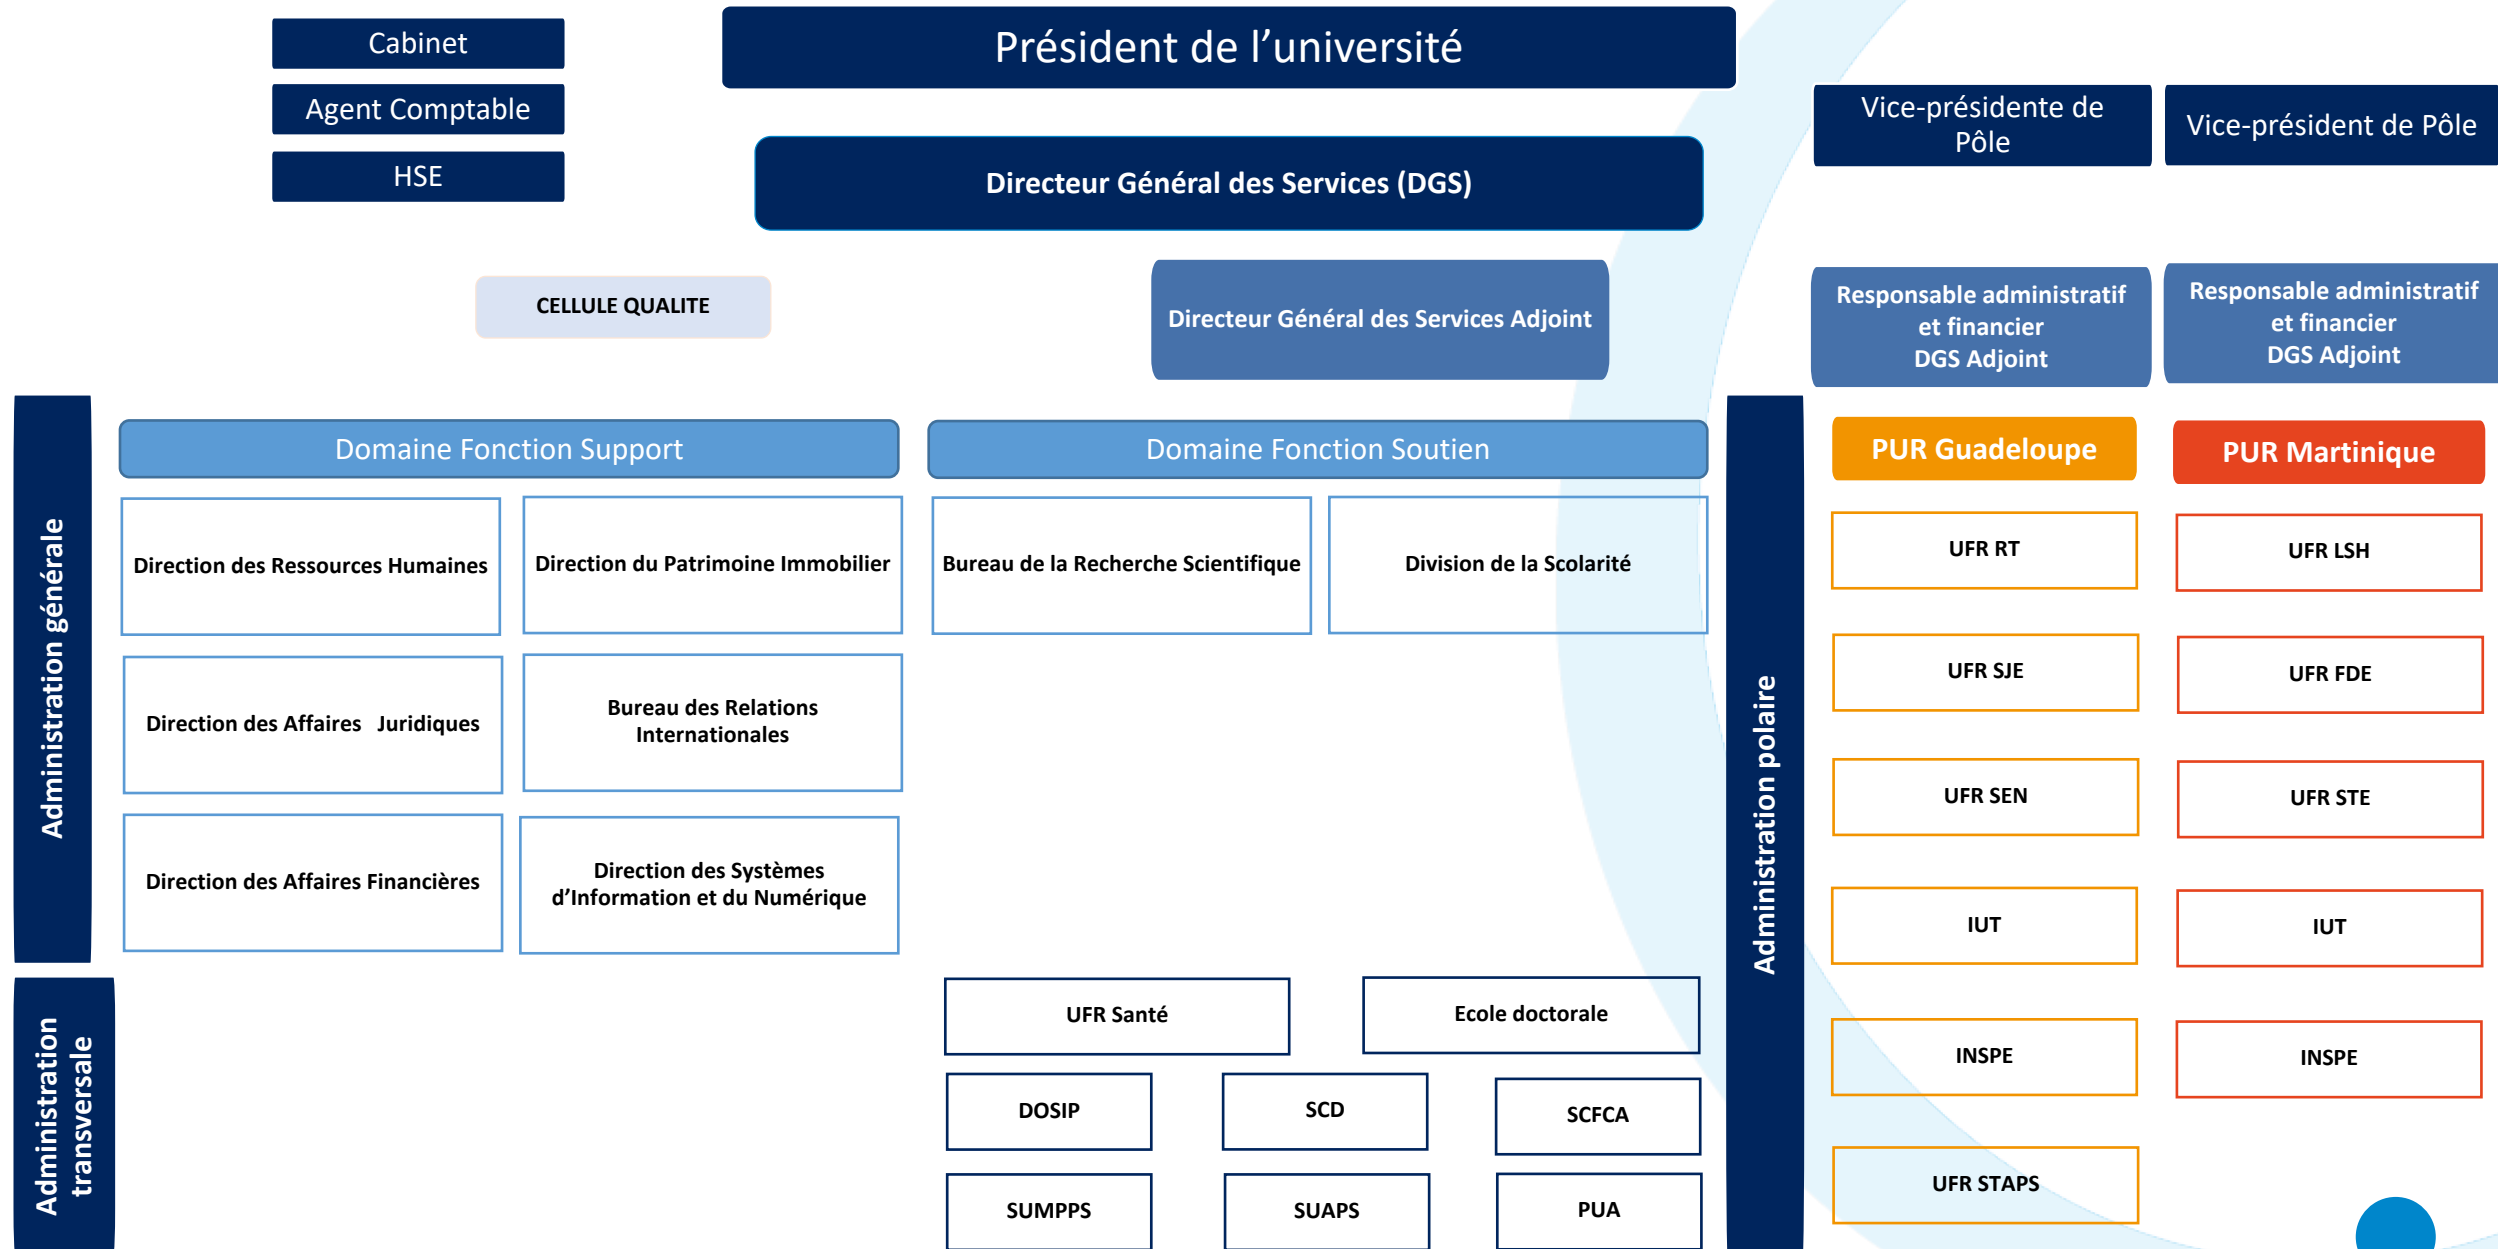 Cabinet
Agent Comptable
HSE
Président de l’université
Directeur Général des Services (DGS)
Vice-présidente de
Pôle
Vice-président de Pôle
CELLULE QUALITE
Directeur Général des Services Adjoint
Responsable administratif
et financier
DGS Adjoint
Responsable administratif
et financier
DGS Adjoint
Administration générale
Domaine Fonction Support
Direction des Ressources Humaines
Direction du Patrimoine Immobilier
Direction des Affaires   Juridiques
Bureau des Relations
Internationales
Direction des Affaires Financières
Direction des Systèmes
d’Information et du Numérique
Domaine Fonction Soutien
Bureau de la Recherche Scientifique
Division de la Scolarité
Administration
transversale
UFR Santé
Ecole doctorale
DOSIP
SCD
SCFCA
SUMPPS
SUAPS
PUA
Administration polaire
PUR Guadeloupe
UFR RT
UFR SJE
UFR SEN
IUT
INSPE
UFR STAPS
PUR Martinique
UFR LSH
UFR FDE
UFR STE
IUT
INSPE